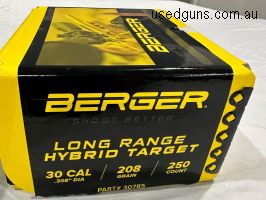 usedguns.com.au
BERGER
SHOOT BETTER
LONG RANGE
HYBRID TARGET
30 CAL 208 250
.308" DIA GRAIN COUNT
PART# 30785